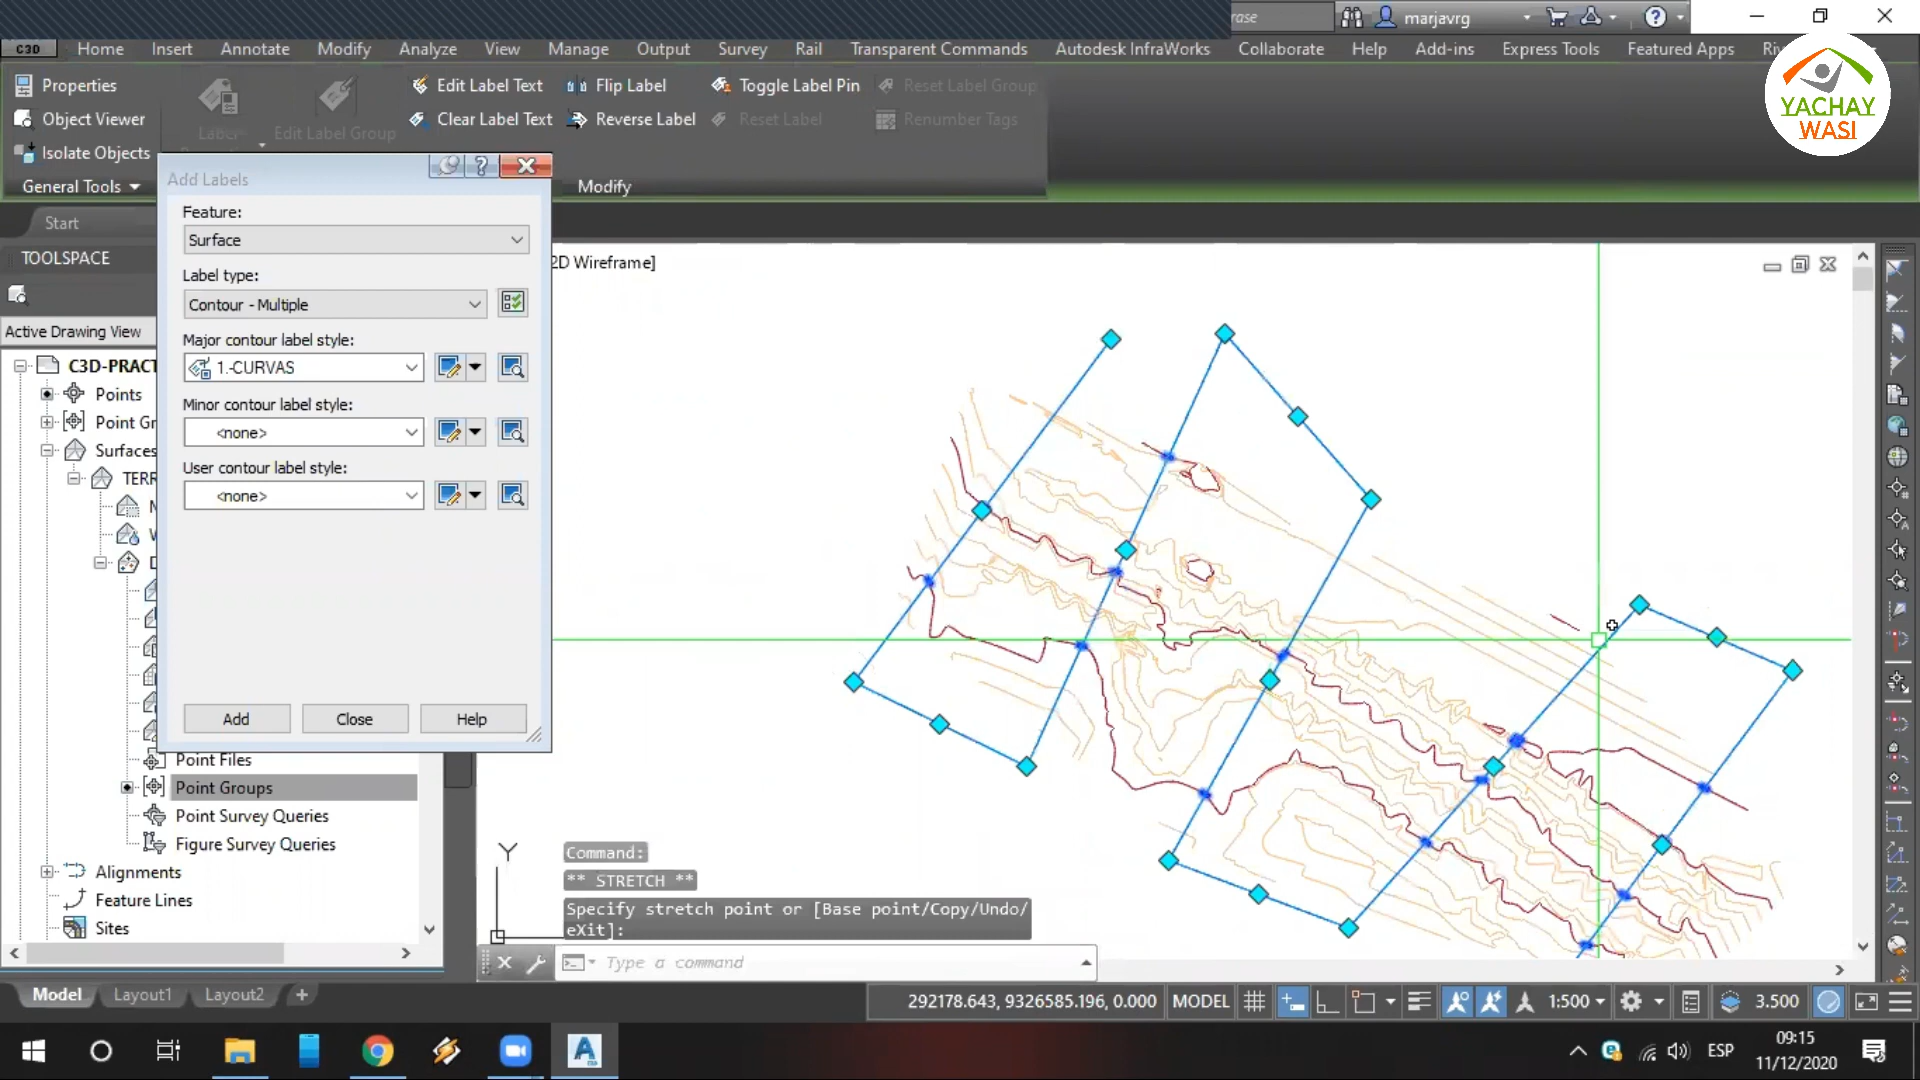 rase
marjavrg
C3D
Home Insert Annotate Modify Analyze View Manage Output Survey Rail Transparent Commands Autodesk InfraWorks Collaborate Help Add-ins Express Tools Featured Apps
YACHAY
WASI
Properties
Object Viewer
Isolate Objects
General Tools
Edit Label Group
Edit Label Text Flip Label Toggle Label Pin Reset Label Group
Clear Label Text Reverse Label Reset Label Renumber Tags
Modify
Start
TOOLSPACE
Active Drawing View
C3D-PRACT
Points
Point Gr
Surfaces
TERR
Point Files
Point Groups
Point Survey Queries
Figure Survey Queries
Alignments
Feature Lines
Sites
Add Labels
Feature:
Surface
Label type:
Contour - Multiple
Major contour label style:
1.-CURVAS
Minor contour label style:
<none>
User contour label style:
<none>
Add Close Help
2D Wireframe]
Y
Command:
** STRETCH **
Specify stretch point or [Base point/Copy/Undo/
eXit]:
Type a command
Model Layout1 Layout2 +
292178.643, 9326585.196, 0.000 MODEL 1:500 3.500
ESP
09:15
11/12/2020